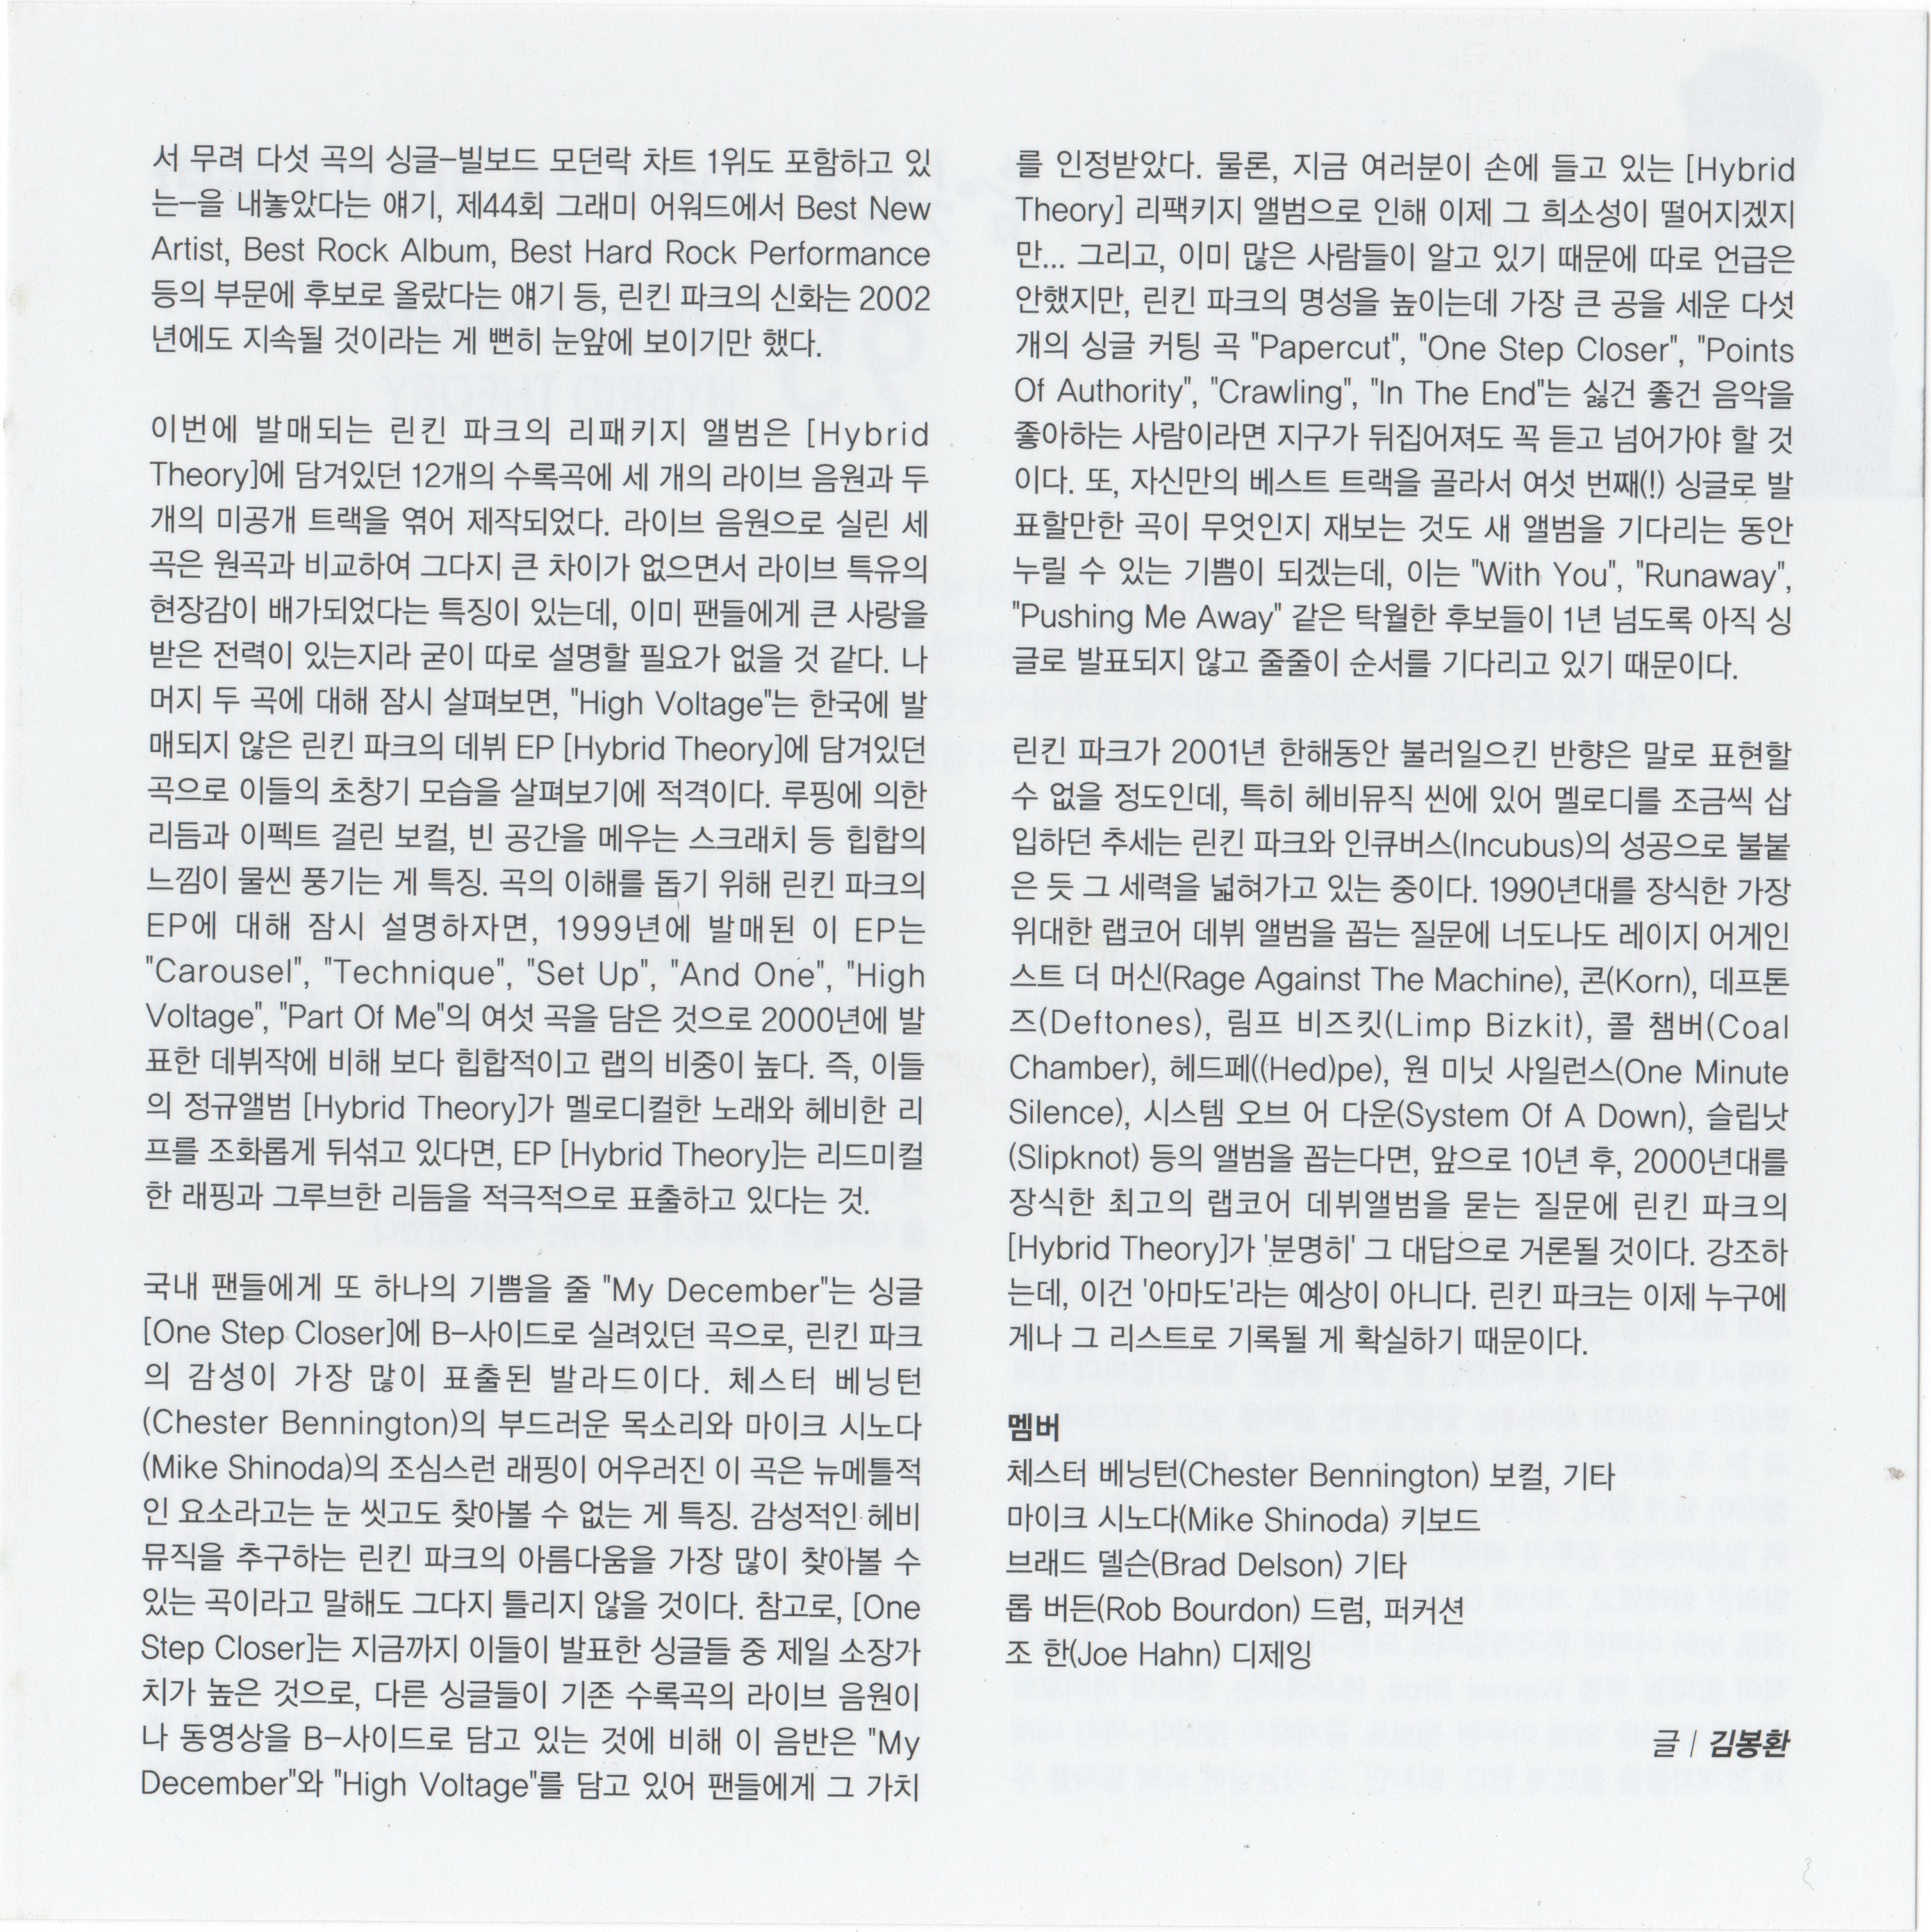 서 무려 다섯 곡의 싱글-빌보드 모던락 차트 1위도 포함하고 있
는-을 내놓았다는 얘기, 제44회 그래미 어워드에서 Best New
Artist, Best Rock Album, Best Hard Rock Performance
등의 부문에 후보로 올랐다는 얘기 등, 린킨 파크의 신화는 2002
년에도 지속될 것이라는 게 뻔히 눈앞에 보이기만 했다.
이번에 발매되는 린킨 파크의 리패키지 앨범은 [Hybrid
Theory]에 담겨있던 12개의 수록곡에 세 개의 라이브 음원과 두
개의 미공개 트랙을 엮어 제작되었다. 라이브 음원으로 실린 세
곡은 원곡과 비교하여 그다지 큰 차이가 없으면서 라이브 특유의
현장감이 배가되었다는 특징이 있는데, 이미 팬들에게 큰 사랑을
받은 전력이 있는지라 굳이 따로 설명할 필요가 없을 것 같다. 나
머지 두 곡에 대해 잠시 살펴보면, "High Voltage"는 한국에 발
매되지 않은 린킨 파크의 데뷔 EP [Hybrid Theory]에 담겨있던
곡으로 이들의 초창기 모습을 살펴보기에 적격이다. 루핑에 의한
리듬과 이펙트 걸린 보컬, 빈 공간을 메우는 스크래치 등 힙합의
느낌이 물씬 풍기는 게 특징. 곡의 이해를 돕기 위해 린킨 파크의
EP에 대해 잠시 설명하자면, 1999년에 발매된 이 EP는
"Carousel", "Technique", "Set Up", "And One", "High
Voltage", "Part Of Me"의 여섯 곡을 담은 것으로 2000년에 발
표한 데뷔작에 비해 보다 힙합적이고 랩의 비중이 높다. 즉, 이들
의 정규앨범 [Hybrid Theory]가 멜로디컬한 노래와 헤비한 리
프를 조화롭게 뒤섞고 있다면, EP [Hybrid Theory]는 리드미컬
한 래핑과 그루브한 리듬을 적극적으로 표출하고 있다는 것.
국내 팬들에게 또 하나의 기쁨을 줄 "My December"는 싱글
[One Step Closer]에 B-사이드로 실려있던 곡으로, 린킨 파크
의 감성이 가장 많이 표출된 발라드이다. 체스터 베닝턴
(Chester Bennington)의 부드러운 목소리와 마이크 시노다
(Mike Shinoda)의 조심스런 래핑이 어우러진 이 곡은 뉴메틀적
인 요소라고는 눈 씻고도 찾아볼 수 없는 게 특징. 감성적인 헤비
뮤직을 추구하는 린킨 파크의 아름다움을 가장 많이 찾아볼 수
있는 곡이라고 말해도 그다지 틀리지 않을 것이다. 참고로, [One
Step Closer]는 지금까지 이들이 발표한 싱글들 중 제일 소장가
치가 높은 것으로, 다른 싱글들이 기존 수록곡의 라이브 음원이
나 동영상을 B-사이드로 담고 있는 것에 비해 이 음반은 "My
December"와 "High Voltage"를 담고 있어 팬들에게 그 가치
를 인정받았다. 물론, 지금 여러분이 손에 들고 있는 [Hybrid
Theory] 리팩키지 앨범으로 인해 이제 그 희소성이 떨어지겠지
만... 그리고, 이미 많은 사람들이 알고 있기 때문에 따로 언급은
안했지만, 린킨 파크의 명성을 높이는데 가장 큰 공을 세운 다섯
개의 싱글 커팅 곡 "Papercut", "One Step Closer", "Points
Of Authority", "Crawling", "In The End"는 싫건 좋건 음악을
좋아하는 사람이라면 지구가 뒤집어져도 꼭 듣고 넘어가야 할 것
이다. 또, 자신만의 베스트 트랙을 골라서 여섯 번째(!) 싱글로 발
표할만한 곡이 무엇인지 재보는 것도 새 앨범을 기다리는 동안
누릴 수 있는 기쁨이 되겠는데, 이는 "With You", "Runaway",
"Pushing Me Away" 같은 탁월한 후보들이 1년 넘도록 아직 싱
글로 발표되지 않고 줄줄이 순서를 기다리고 있기 때문이다.
린킨 파크가 2001년 한해동안 불러일으킨 반향은 말로 표현할
수 없을 정도인데, 특히 헤비뮤직 씬에 있어 멜로디를 조금씩 삽
입하던 추세는 린킨 파크와 인큐버스(Incubus)의 성공으로 불붙
은 듯 그 세력을 넓혀가고 있는 중이다. 1990년대를 장식한 가장
위대한 랩코어 데뷔 앨범을 꼽는 질문에 너도나도 레이지 어게인
스트 더 머신(Rage Against The Machine), 콘(Korn), 데프톤
즈(Deftones), 림프 비즈킷(Limp Bizkit), 콜 챔버(Coal
Chamber), 헤드페((Hed)pe), 원 미닛 사일런스(One Minute
Silence), 시스템 오브 어 다운(System Of A Down), 슬립낫
(Slipknot) 등의 앨범을 꼽는다면, 앞으로 10년 후, 2000년대를
장식한 최고의 랩코어 데뷔앨범을 묻는 질문에 린킨 파크의
[Hybrid Theory]가 '분명히' 그 대답으로 거론될 것이다. 강조하
는데, 이건 '아마도'라는 예상이 아니다. 린킨 파크는 이제 누구에
게나 그 리스트로 기록될 게 확실하기 때문이다.
멤버
체스터 베닝턴(Chester Bennington) 보컬, 기타
마이크 시노다(Mike Shinoda) 키보드
브래드 델슨(Brad Delson) 기타
롭 버든(Rob Bourdon) 드럼, 퍼커션
조 한(Joe Hahn) 디제잉
글 / 김봉환